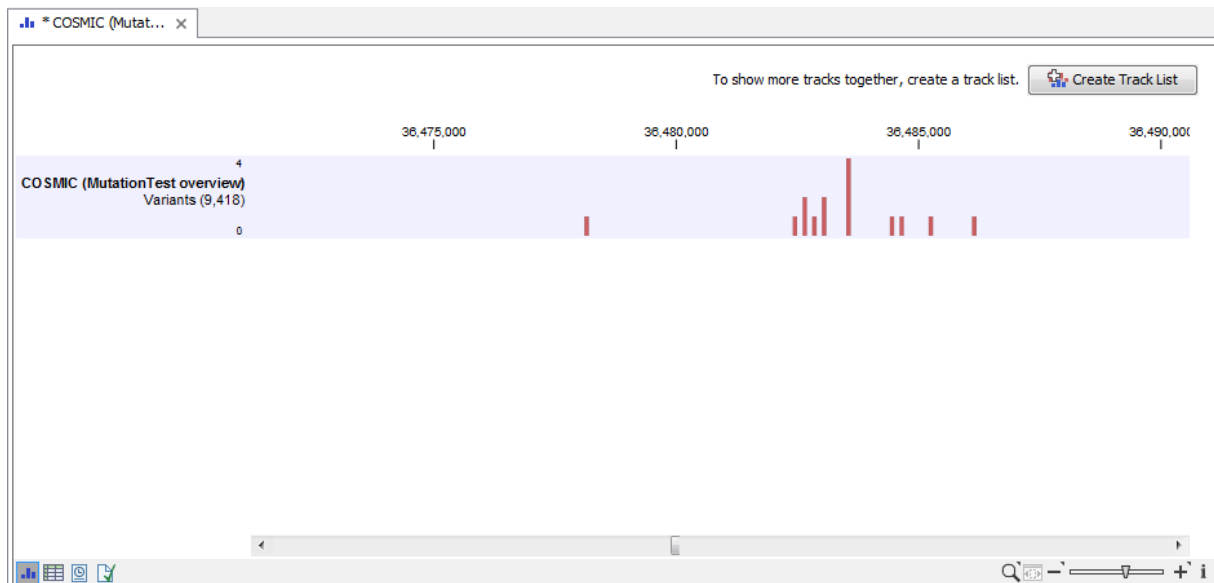 * COSMIC (Mutat...
To show more tracks together, create a track list.
Create Track List
36,475,000 36,480,000 36,485,000 36,490,000
4
COSMIC (MutationTest overview)
Variants (9,418)
0